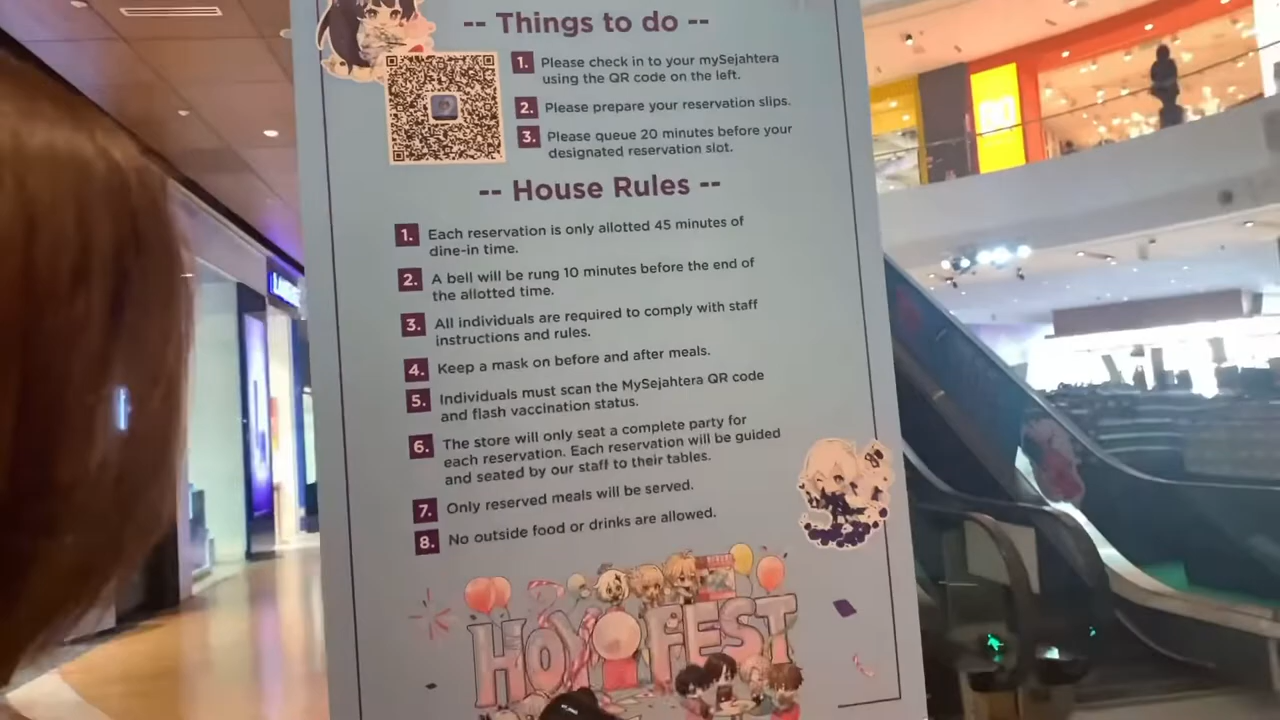 -- Things to do --
1. Please check in to your mySejahtera
using the QR code on the left.
2. Please prepare your reservation slips.
3. Please queue 20 minutes before your
designated reservation slot.
-- House Rules --
1. Each reservation is only allotted 45 minutes of
dine-in time.
2. A bell will be rung 10 minutes before the end of
the allotted time.
3. All individuals are required to comply with staff
instructions and rules.
4. Keep a mask on before and after meals.
5. Individuals must scan the MySejahtera QR code
and flash vaccination status.
6. The store will only seat a complete party for
each reservation. Each reservation will be guided
and seated by our staff to their tables.
7. Only reserved meals will be served.
8. No outside food or drinks are allowed.
HOYOFEST